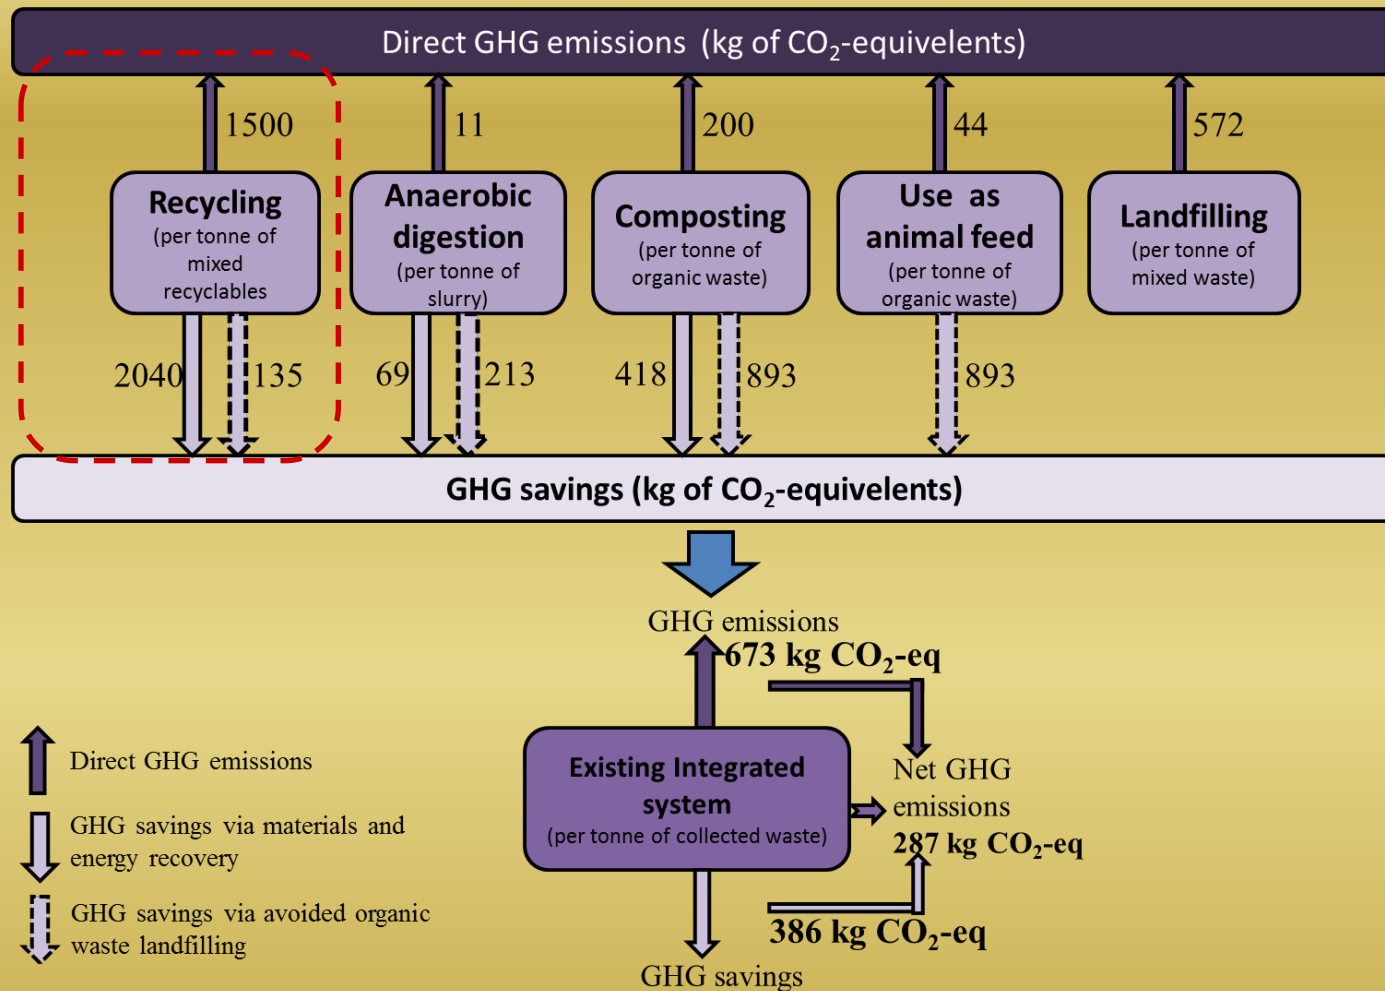 Direct GHG emissions (kg of CO₂-equivelents)
1500
11
200
44
572
Recycling
(per tonne of
mixed
recyclables
Anaerobic
digestion
(per tonne of
slurry)
Composting
(per tonne of
organic waste)
Use as
animal feed
(per tonne of
organic waste)
Landfilling
(per tonne of
mixed waste)
2040
135
69
213
418
893
893
GHG savings (kg of CO₂-equivelents)
GHG emissions
673 kg CO₂-eq
Existing Integrated
system
(per tonne of collected waste)
Net GHG
emissions
287 kg CO₂-eq
386 kg CO₂-eq
GHG savings
Direct GHG emissions
GHG savings via materials and
energy recovery
GHG savings via avoided organic
waste landfilling